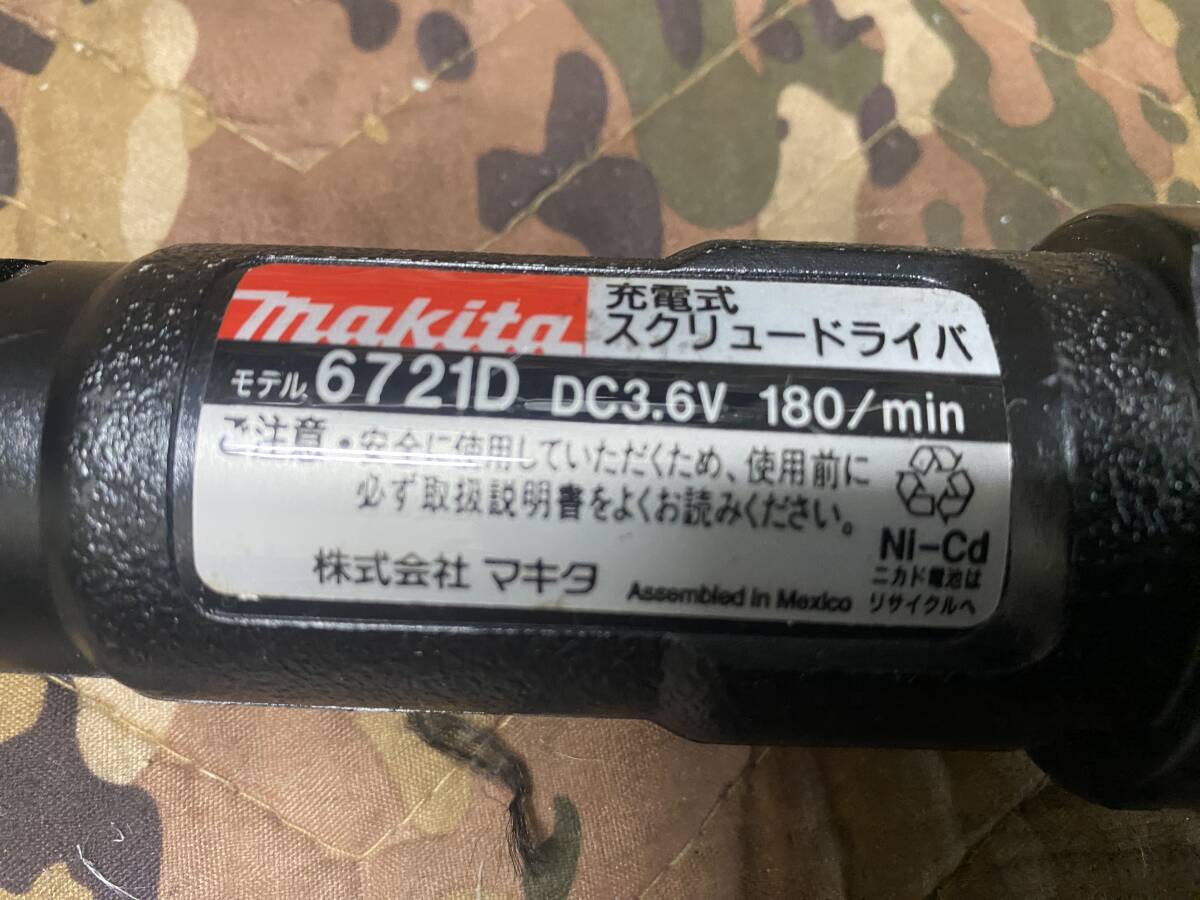 makita
充電式
スクリュードライバ
モデル 6721D DC3.6V 180/min
ご注意・安全に使用していただくため、使用前に
必ず取扱説明書をよくお読みください。
株式会社 マキタ
Assembled in Mexico
Ni-Cd
ニカド電池は
リサイクルへ